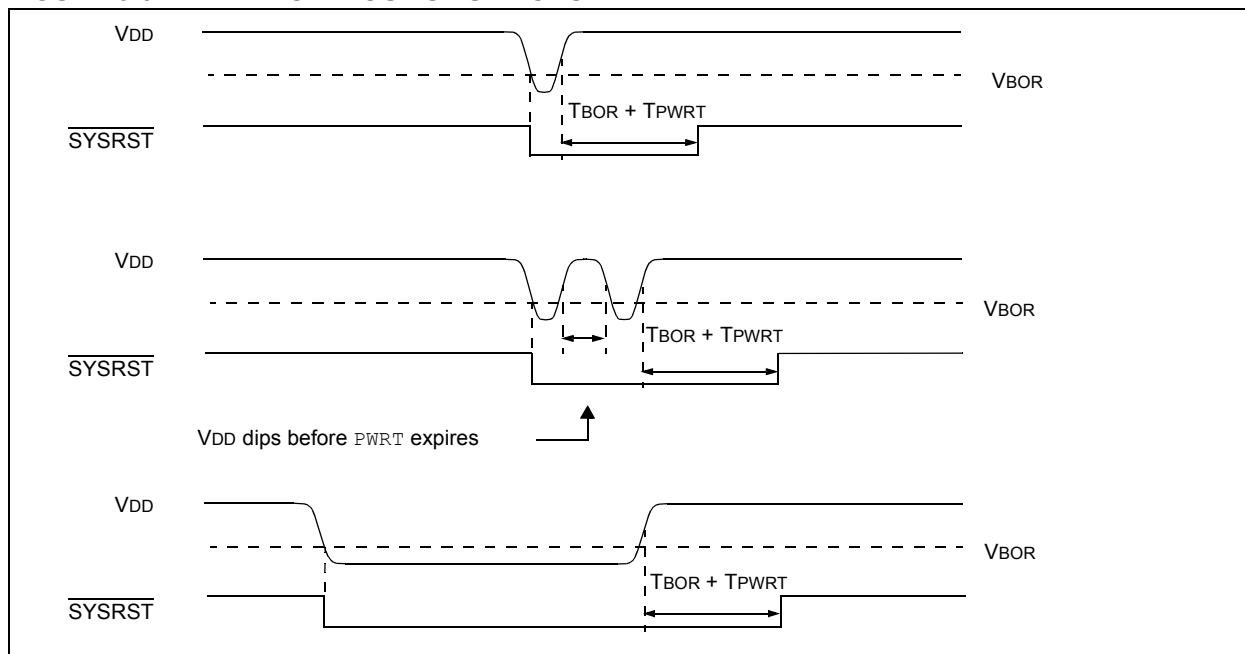 VDD
VBOR
TBOR + TPWRT
SYSRST
VDD
VBOR
TBOR + TPWRT
SYSRST
VDD dips before PWRT expires
VDD
VBOR
TBOR + TPWRT
SYSRST